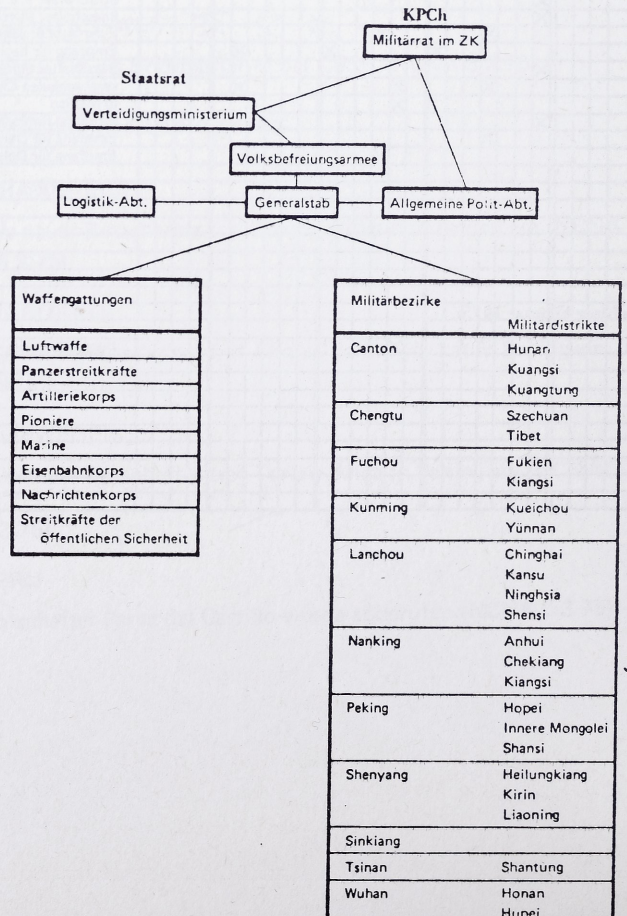 KPCh
Militärrat im ZK
Staatsrat
Verteidigungsministerium
Volksbefreiungsarmee
Logistik-Abt.
Generalstab
Allgemeine Polit-Abt.
Waffengattungen
Luftwaffe
Panzerstreitkrafte
Artilleriekorps
Pioniere
Marine
Eisenbahnkorps
Nachrichtenkorps
Streitkräfte der
öffentlichen Sicherheit
Militärbezirke
Militardistrikte
Canton Hunan
Kuangsi
Kuangtung
Chengtu Szechuan
Tibet
Fuchou Fukien
Kiangsi
Kunming Kueichou
Yünnan
Lanchou Chinghai
Kansu
Ninghsia
Shensi
Nanking Anhui
Chekiang
Kiangsi
Peking Hopei
Innere Mongolei
Shansi
Shenyang Heilungkiang
Kirin
Liaoning
Sinkiang
Tsinan Shantung
Wuhan Honan
Hupei